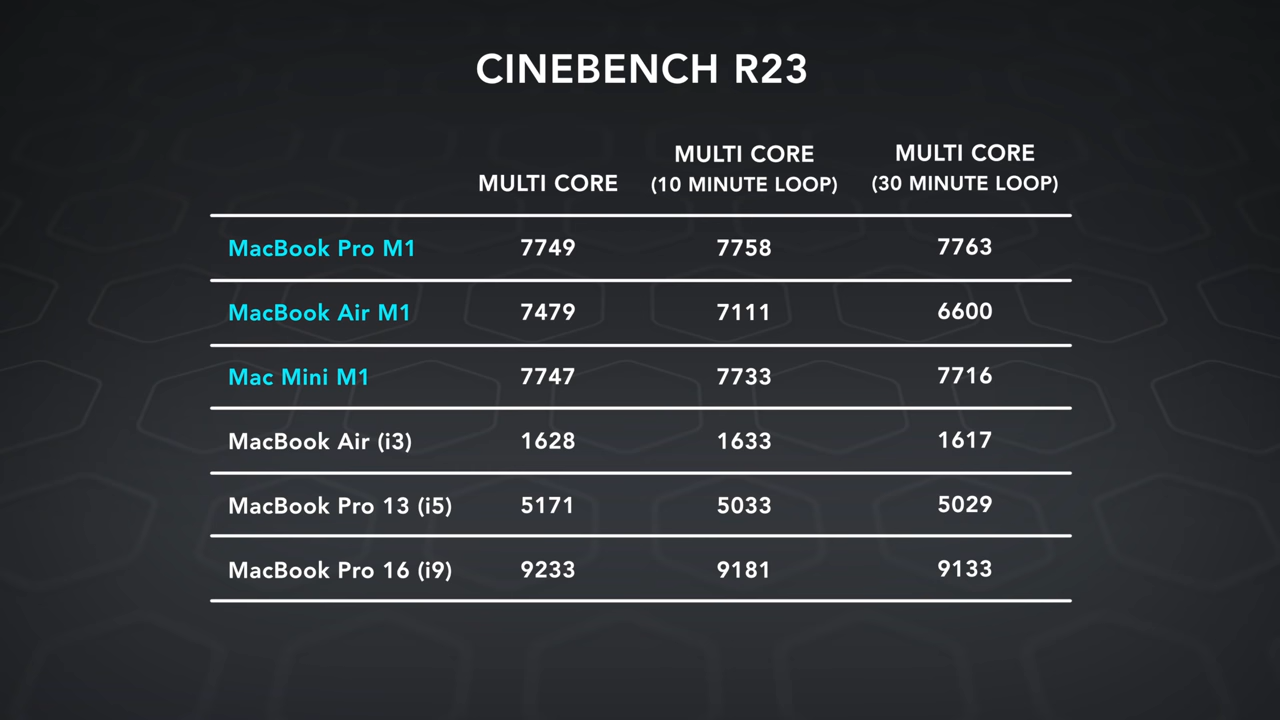 CINEBENCH R23
MULTI CORE MULTI CORE (10 MINUTE LOOP) MULTI CORE (30 MINUTE LOOP)
MacBook Pro M1 7749 7758 7763
MacBook Air M1 7479 7111 6600
Mac Mini M1 7747 7733 7716
MacBook Air (i3) 1628 1633 1617
MacBook Pro 13 (i5) 5171 5033 5029
MacBook Pro 16 (i9) 9233 9181 9133